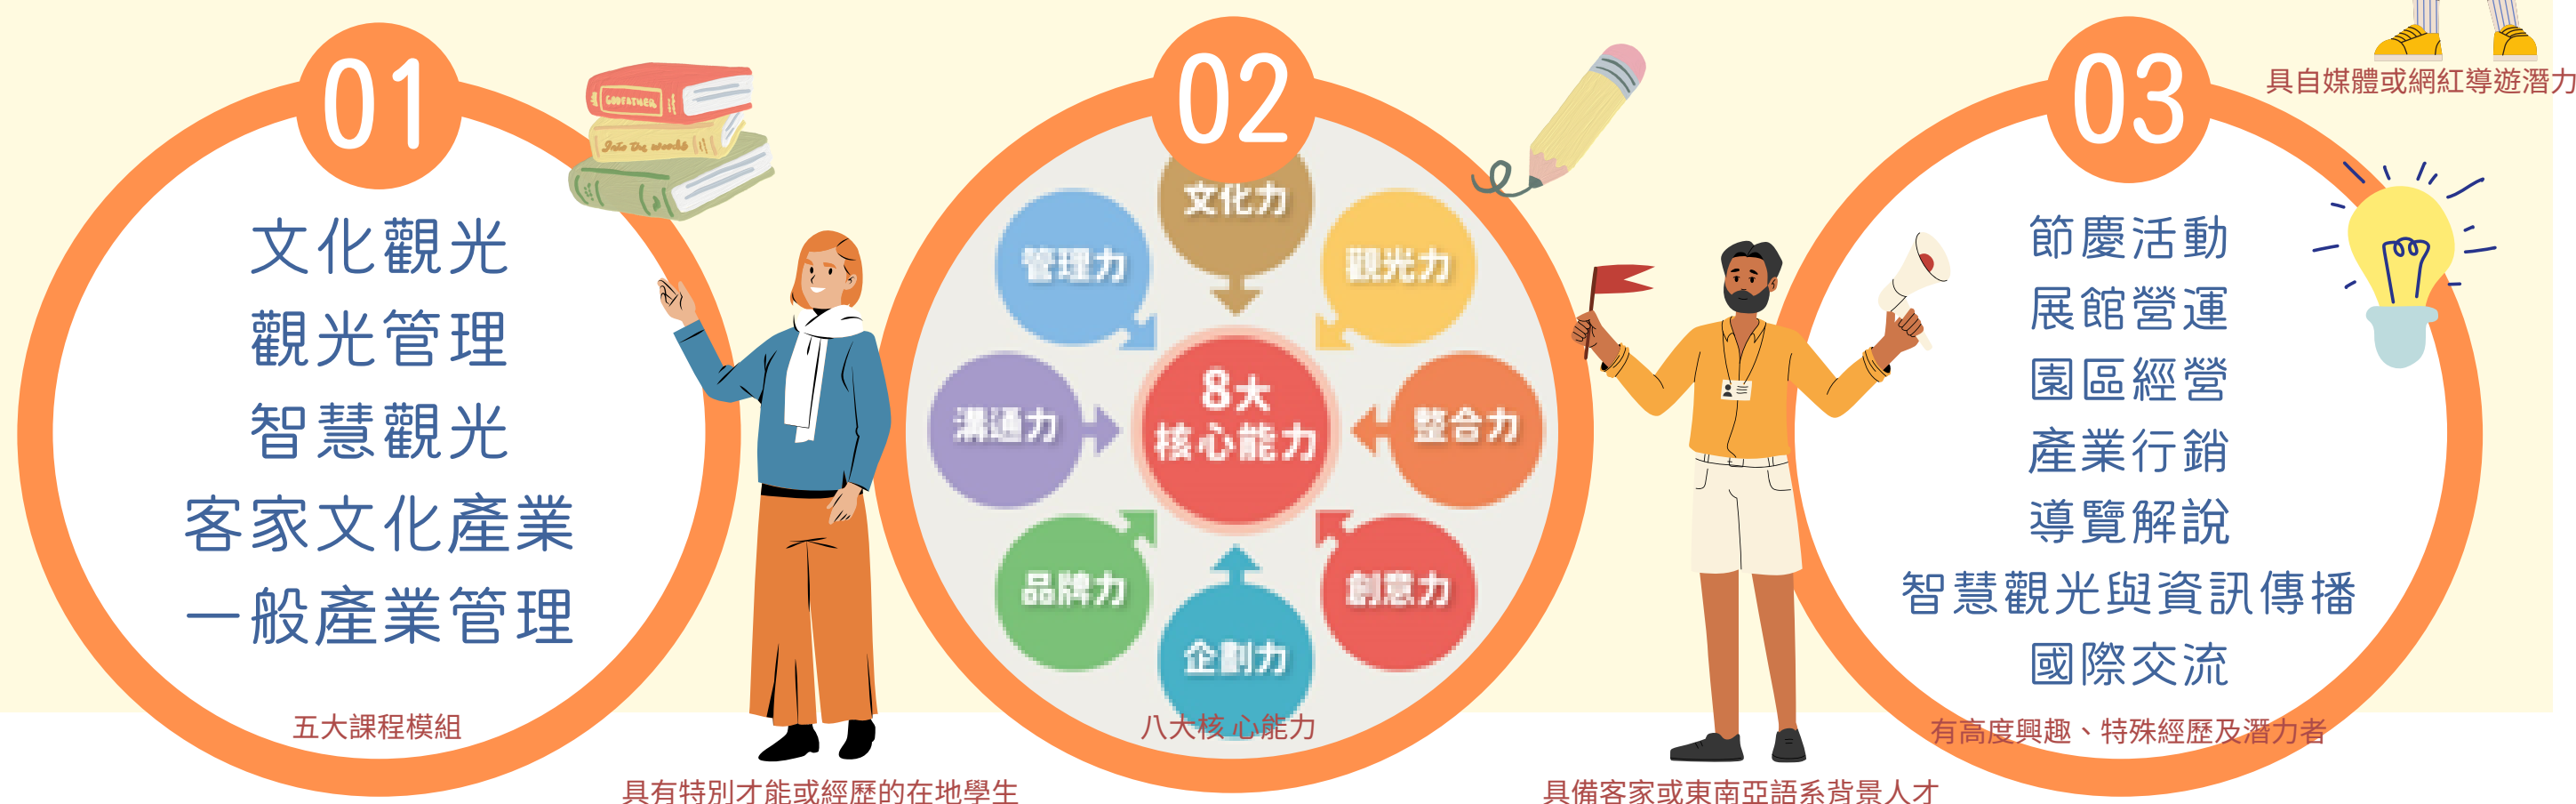 01
文化觀光
觀光管理
智慧觀光
客家文化產業
一般產業管理
五大課程模組
GODFATHER
Into the woods
具有特別才能或經歷的在地學生
02
文化力
觀光力
整合力
創意力
企劃力
品牌力
溝通力
管理力
8大
核心能力
八大核 心能力
具備客家或東南亞語系背景人才
03
節慶活動
展館營運
園區經營
產業行銷
導覽解說
智慧觀光與資訊傳播
國際交流
有高度興趣、特殊經歷及潛力者
具自媒體或網紅導遊潛力